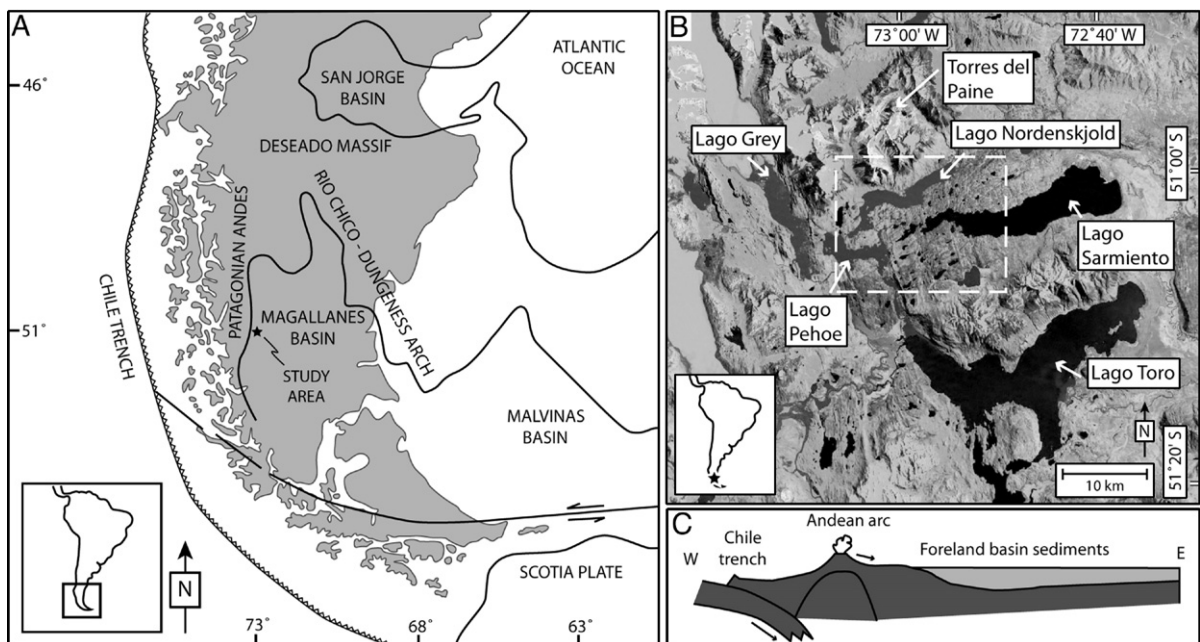 A
46°
SAN JORGE
BASIN
ATLANTIC
OCEAN
DESEADO MASSIF
RIO CHICO - DUNGENESS ARCH
PATAGONIAN ANDES
CHILE TRENCH
51°
MAGALLANES
BASIN
STUDY
AREA
MALVINAS
BASIN
SCOTIA PLATE
N
73°
68°
63°
B
73°00' W
72°40' W
Torres del
Paine
Lago Grey
Lago Nordenskjold
51°00' S
Lago
Sarmiento
Lago
Pehoe
Lago Toro
N
51°20' S
10 km
C
Andean arc
Chile
trench
W
Foreland basin sediments
E